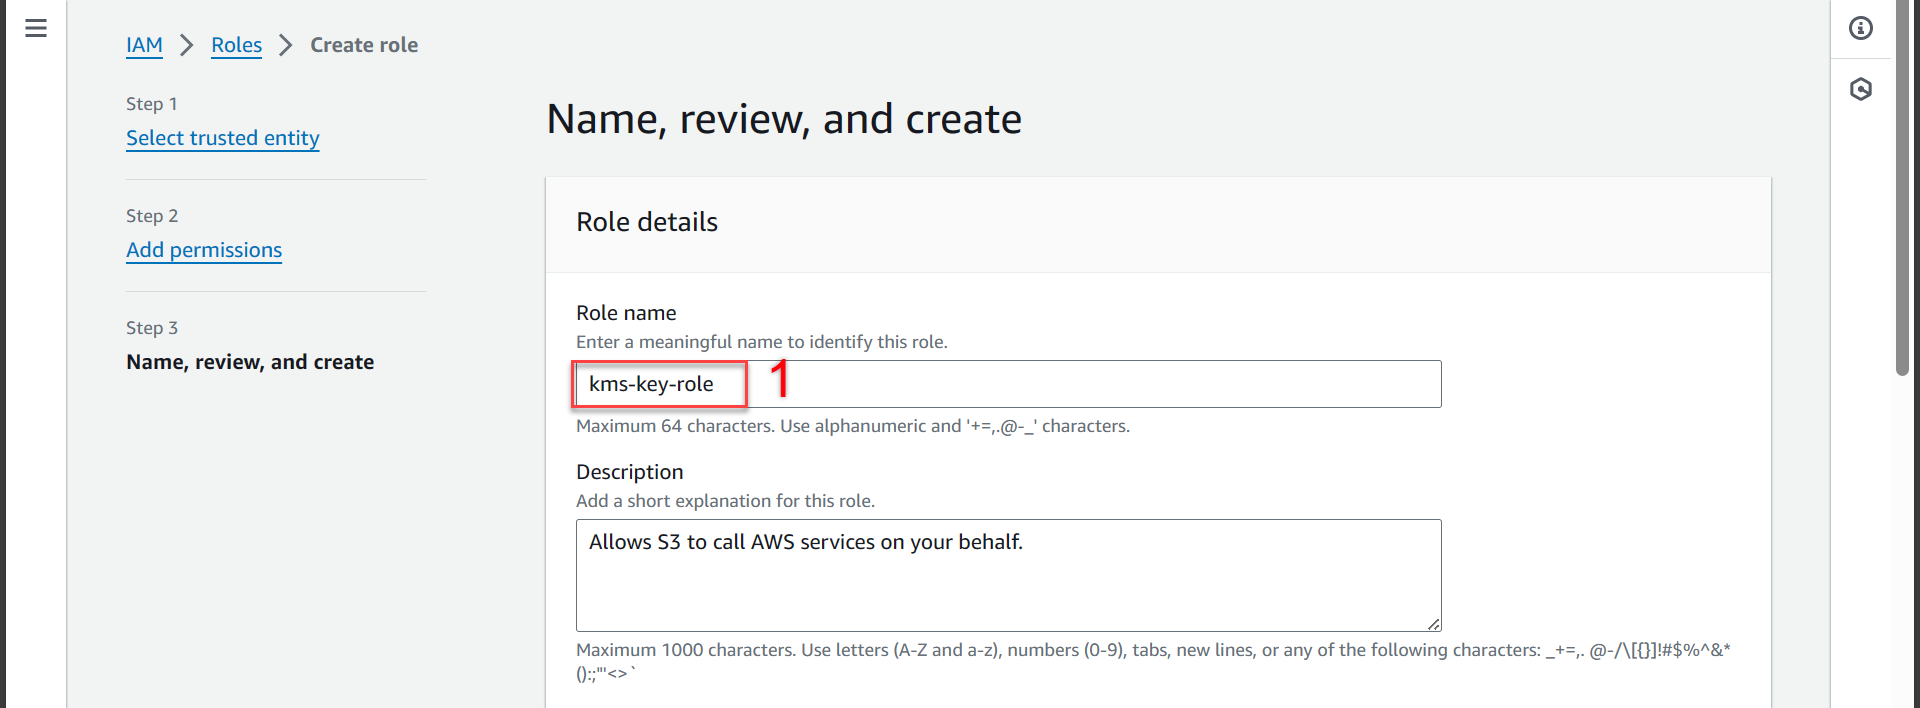 IAM > Roles > Create role
Step 1
Select trusted entity
Step 2
Add permissions
Step 3
Name, review, and create
Name, review, and create
Role details
Role name
Enter a meaningful name to identify this role.
kms-key-role 1
Maximum 64 characters. Use alphanumeric and '+=,.@-_' characters.
Description
Add a short explanation for this role.
Allows S3 to call AWS services on your behalf.
Maximum 1000 characters. Use letters (A-Z and a-z), numbers (0-9), tabs, new lines, or any of the following characters: _+=,. @-/\[{}]!#$%^&*
():;"'<>`